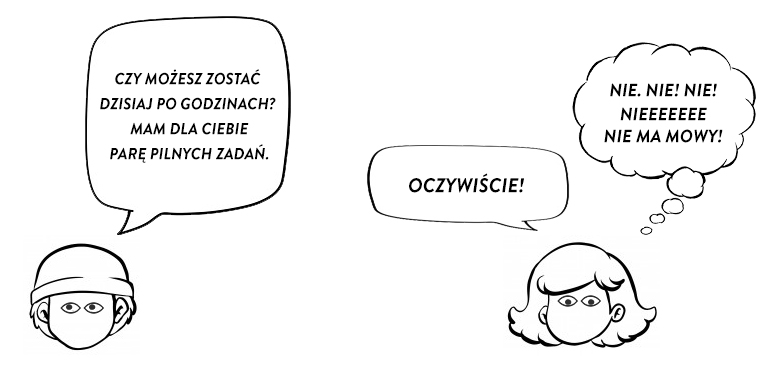 CZY MOŻESZ ZOSTAĆ
DZISIAJ PO GODZINACH?
MAM DLA CIEBIE
PARĘ PILNYCH ZADAŃ.
OCZYWIŚCIE!
NIE. NIE! NIE!
NIEEEEEEE
NIE MA MOWY!